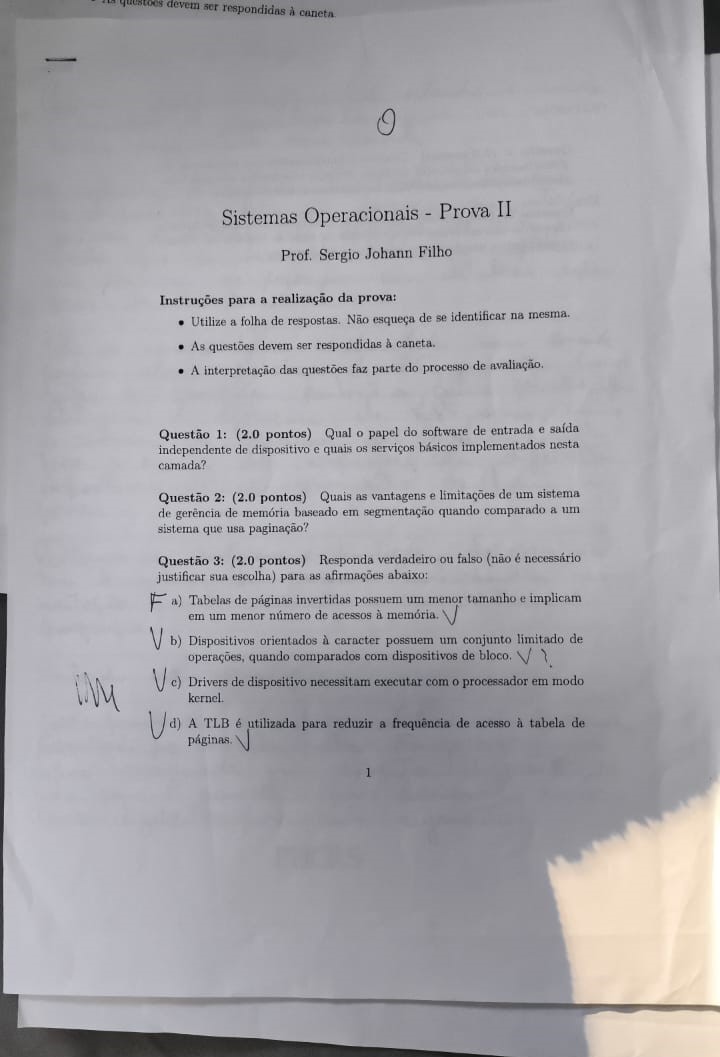 As questões devem ser respondidas à caneta.
Sistemas Operacionais - Prova II
Prof. Sergio Johann Filho
Instruções para a realização da prova:
• Utilize a folha de respostas. Não esqueça de se identificar na mesma.
• As questões devem ser respondidas à caneta.
• A interpretação das questões faz parte do processo de avaliação.
Questão 1: (2.0 pontos) Qual o papel do software de entrada e saída
independente de dispositivo e quais os serviços básicos implementados nesta
camada?
Questão 2: (2.0 pontos) Quais as vantagens e limitações de um sistema
de gerência de memória baseado em segmentação quando comparado a um
sistema que usa paginação?
Questão 3: (2.0 pontos) Responda verdadeiro ou falso (não é necessário
justificar sua escolha) para as afirmações abaixo:
F a) Tabelas de páginas invertidas possuem um menor tamanho e implicam
em um menor número de acessos à memória. V
V b) Dispositivos orientados à caracter possuem um conjunto limitado de
operações, quando comparados com dispositivos de bloco. V ?
V c) Drivers de dispositivo necessitam executar com o processador em modo
kernel.
V d) A TLB é utilizada para reduzir a frequência de acesso à tabela de
páginas. V
1